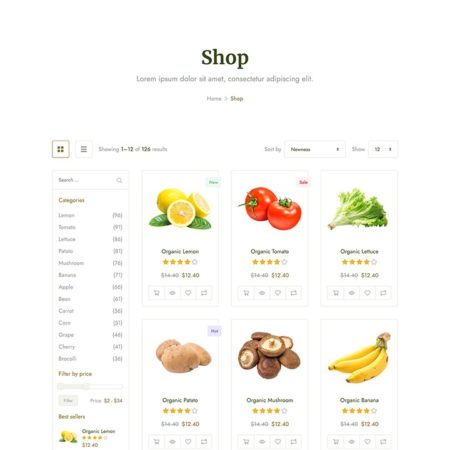 Shop
Lorem ipsum dolor sit amet, consectetur adipiscing elit.
Home > Shop
Showing 1–12 of 126 results
Sort by Newness
Show 12
Search ...
Categories
Lemon (96)
Tomato (91)
Lettuce (86)
Patato (81)
Mushroom (76)
Banana (71)
Apple (66)
Bean (61)
Carrot (56)
Corn (51)
Grape (46)
Cherry (41)
Brocolli (36)
Filter by price
Filter Price: $2 - $34
Best sellers
Organic Lemon
$12.40
New
Organic Lemon
$14.40 $12.40
Sale
Organic Tomato
$14.40 $12.40
Organic Lettuce
$14.40 $12.40
Hot
Organic Patato
$14.40 $12.40
Organic Mushroom
$14.40 $12.40
Organic Banana
$14.40 $12.40